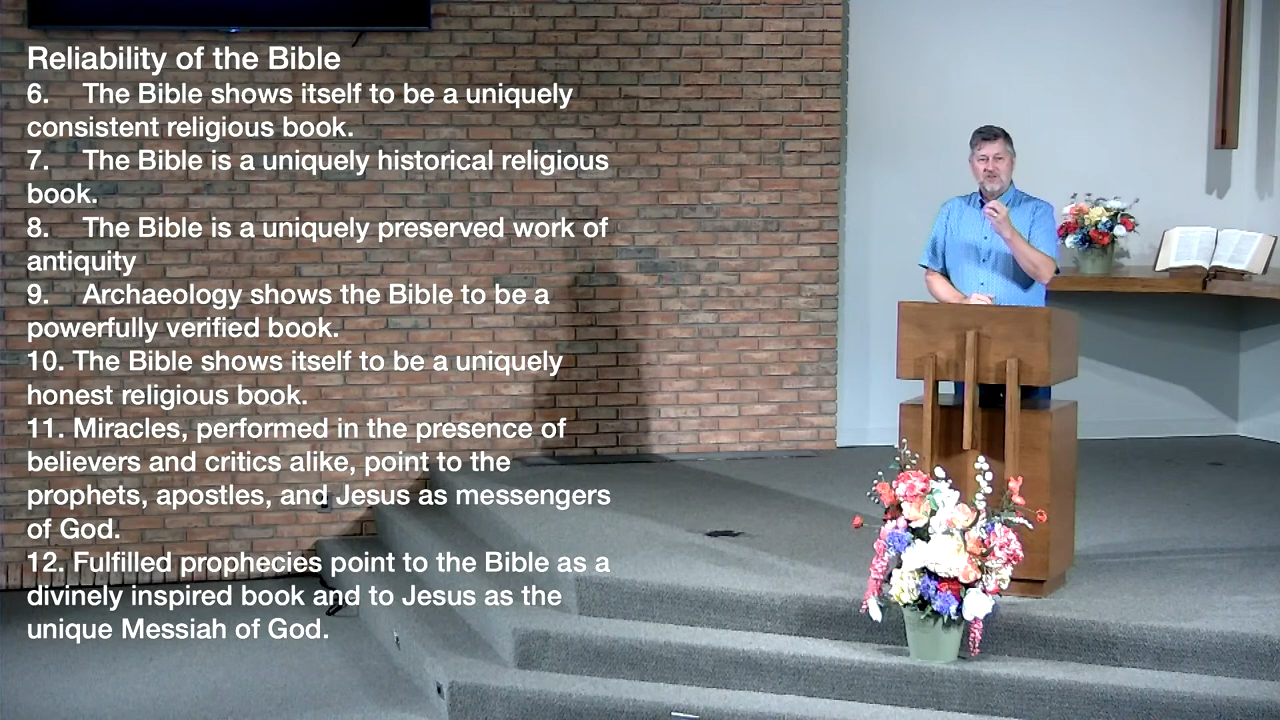 Reliability of the Bible
6. The Bible shows itself to be a uniquely
consistent religious book.
7. The Bible is a uniquely historical religious
book.
8. The Bible is a uniquely preserved work of
antiquity
9. Archaeology shows the Bible to be a
powerfully verified book.
10. The Bible shows itself to be a uniquely
honest religious book.
11. Miracles, performed in the presence of
believers and critics alike, point to the
prophets, apostles, and Jesus as messengers
of God.
12. Fulfilled prophecies point to the Bible as a
divinely inspired book and to Jesus as the
unique Messiah of God.